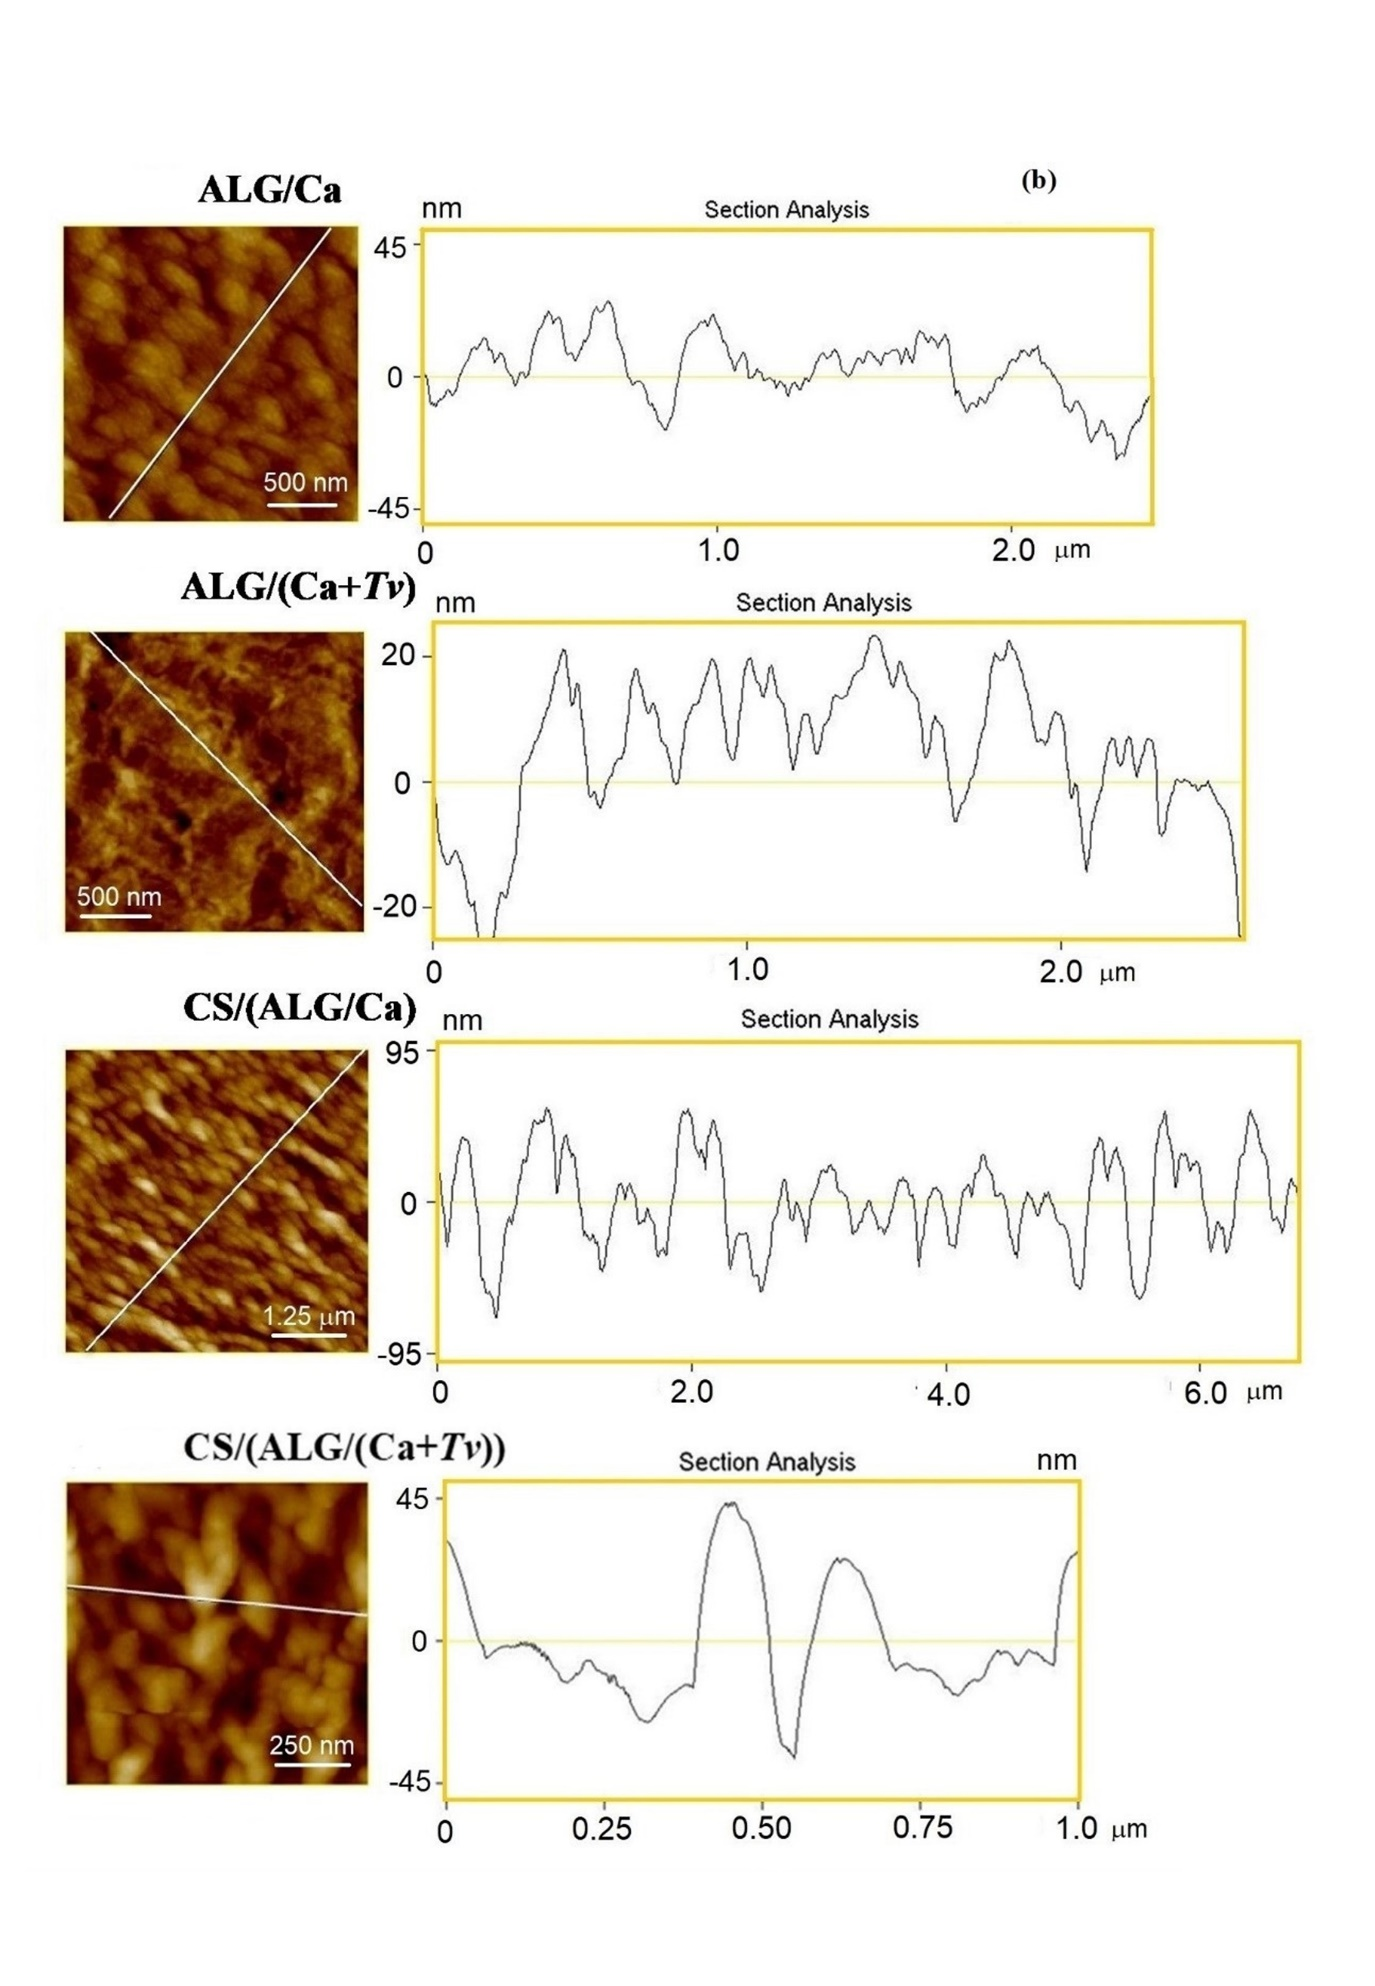 (b)
ALG/Ca
nm
Section Analysis
45
0
-45
500 nm
0
1.0
2.0
μm
ALG/(Ca+Tv)
nm
Section Analysis
20
0
-20
500 nm
0
1.0
2.0
μm
CS/(ALG/Ca)
nm
Section Analysis
95
0
-95
1.25 μm
0
2.0
4.0
6.0
μm
CS/(ALG/(Ca+Tv))
Section Analysis
nm
45
0
-45
250 nm
0
0.25
0.50
0.75
1.0
μm